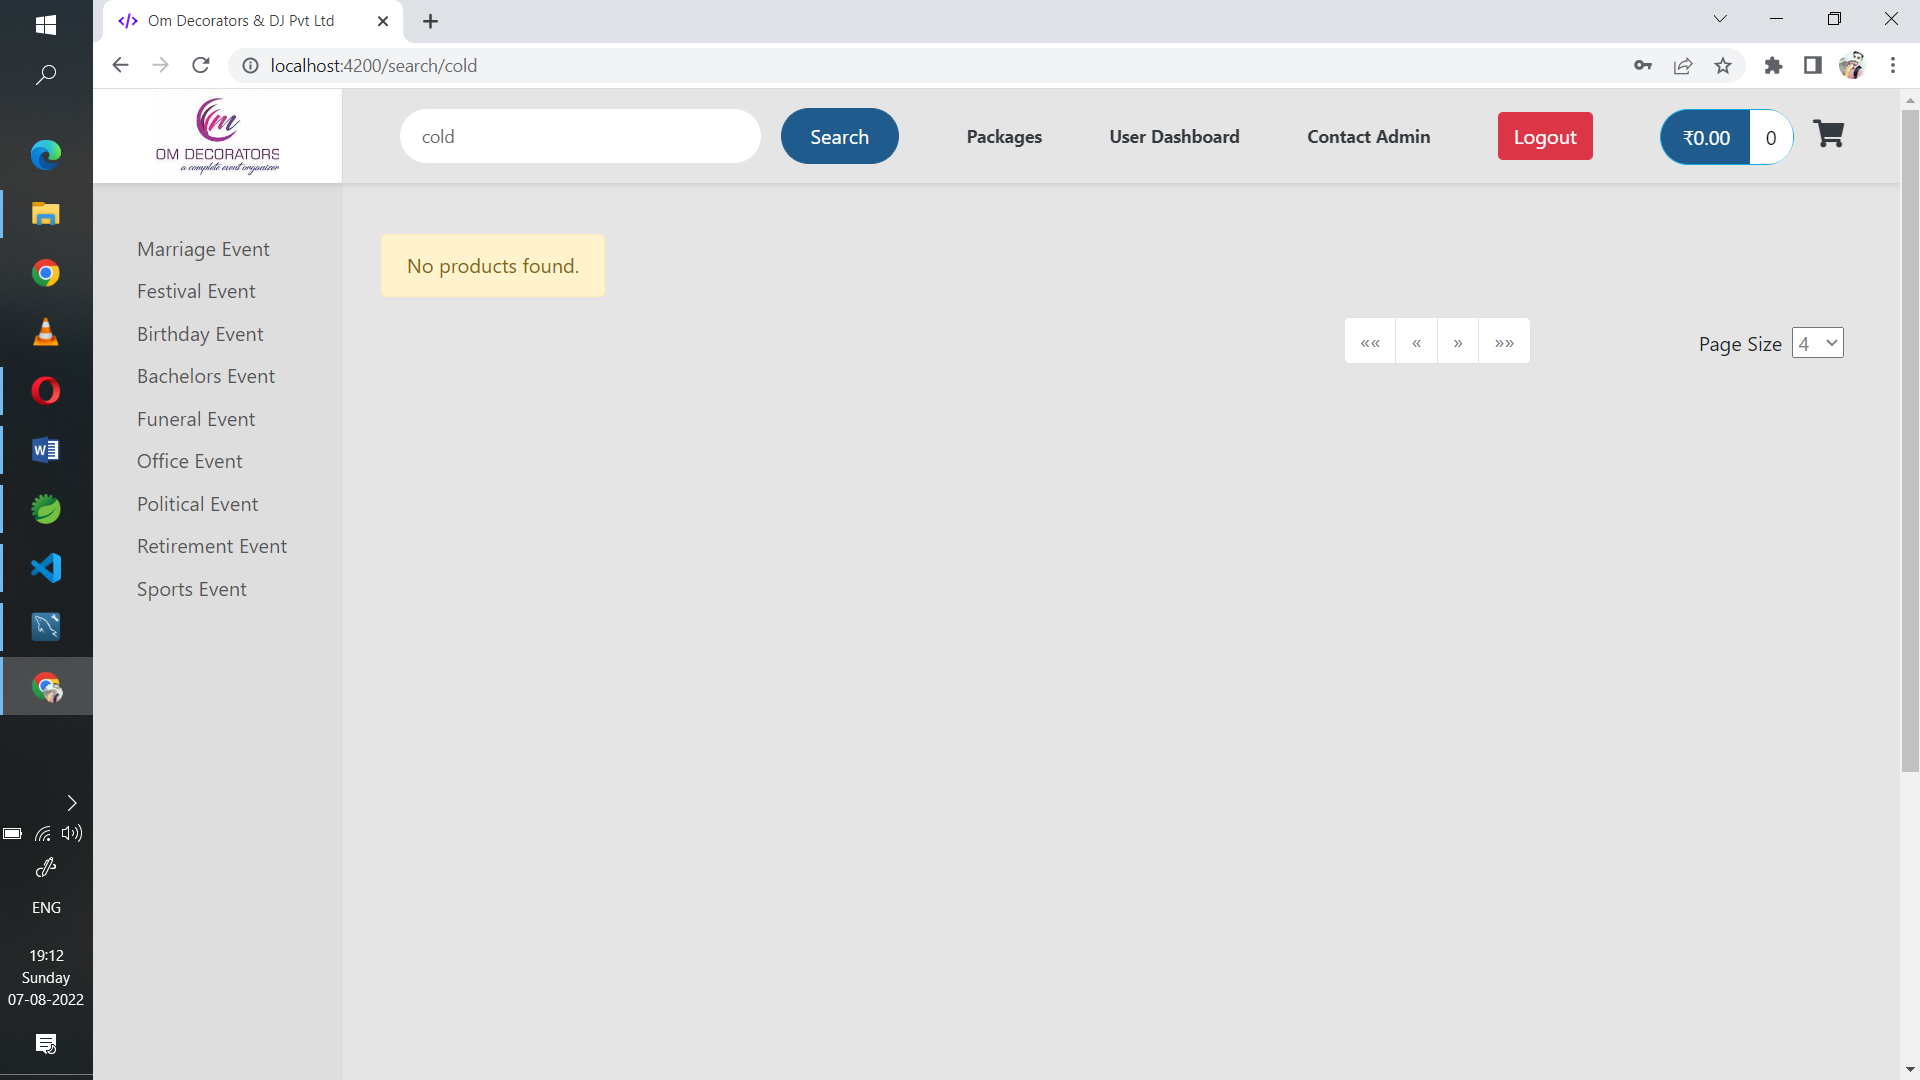 Om Decorators & DJ Pvt Ltd
localhost:4200/search/cold
OM DECORATORS
a complete event organizer
cold
Search
Packages
User Dashboard
Contact Admin
Logout
₹0.00
0
Marriage Event
Festival Event
Birthday Event
Bachelors Event
Funeral Event
Office Event
Political Event
Retirement Event
Sports Event
No products found.
«« « » »»
Page Size 4
ENG
19:12
Sunday
07-08-2022